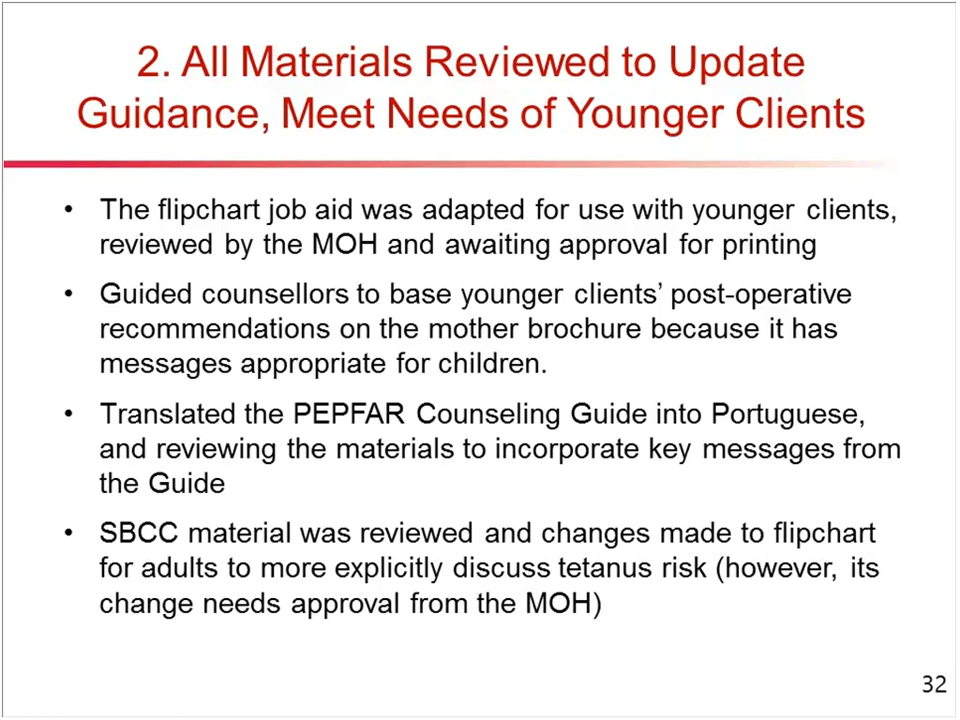 2. All Materials Reviewed to Update
Guidance, Meet Needs of Younger Clients
• The flipchart job aid was adapted for use with younger clients,
reviewed by the MOH and awaiting approval for printing
• Guided counsellors to base younger clients’ post-operative
recommendations on the mother brochure because it has
messages appropriate for children.
• Translated the PEPFAR Counseling Guide into Portuguese,
and reviewing the materials to incorporate key messages from
the Guide
• SBCC material was reviewed and changes made to flipchart
for adults to more explicitly discuss tetanus risk (however, its
change needs approval from the MOH)
32